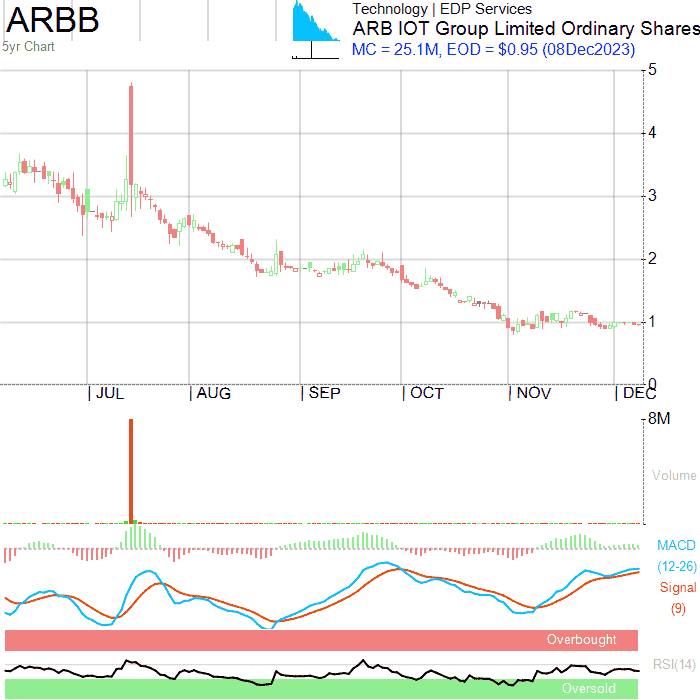 ARBB
5yr Chart
Technology | EDP Services
ARB IOT Group Limited Ordinary Shares
MC = 25.1M, EOD = $0.95 (08Dec2023)
5
4
3
2
1
0
JUL AUG SEP OCT NOV DEC
8M
Volume
MACD
(12-26)
Signal
(9)
Overbought
RSI(14)
Oversold